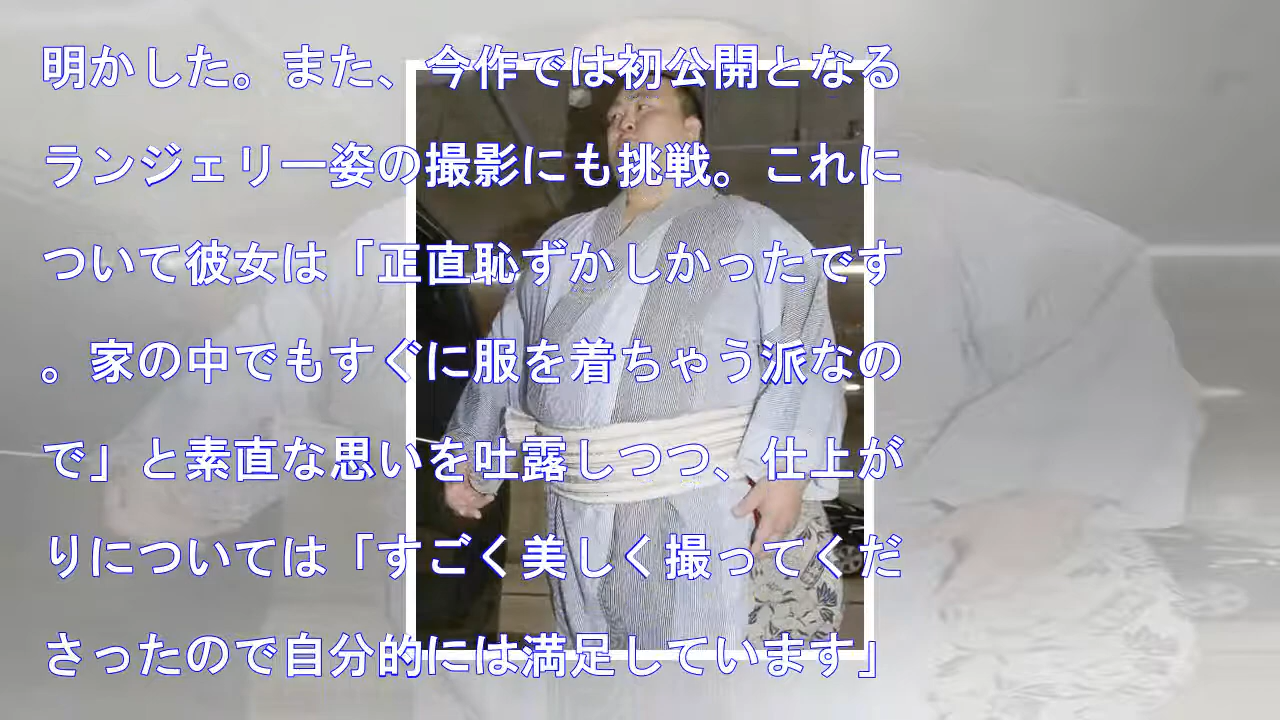 明かした。また、今作では初公開となる
ランジェリー姿の撮影にも挑戦。これに
ついて彼女は「正直恥ずかしかったです
。家の中でもすぐに服を着ちゃう派なの
で」と素直な思いを吐露しつつ、仕上が
りについては「すごく美しく撮ってくだ
さったので自分的には満足しています」